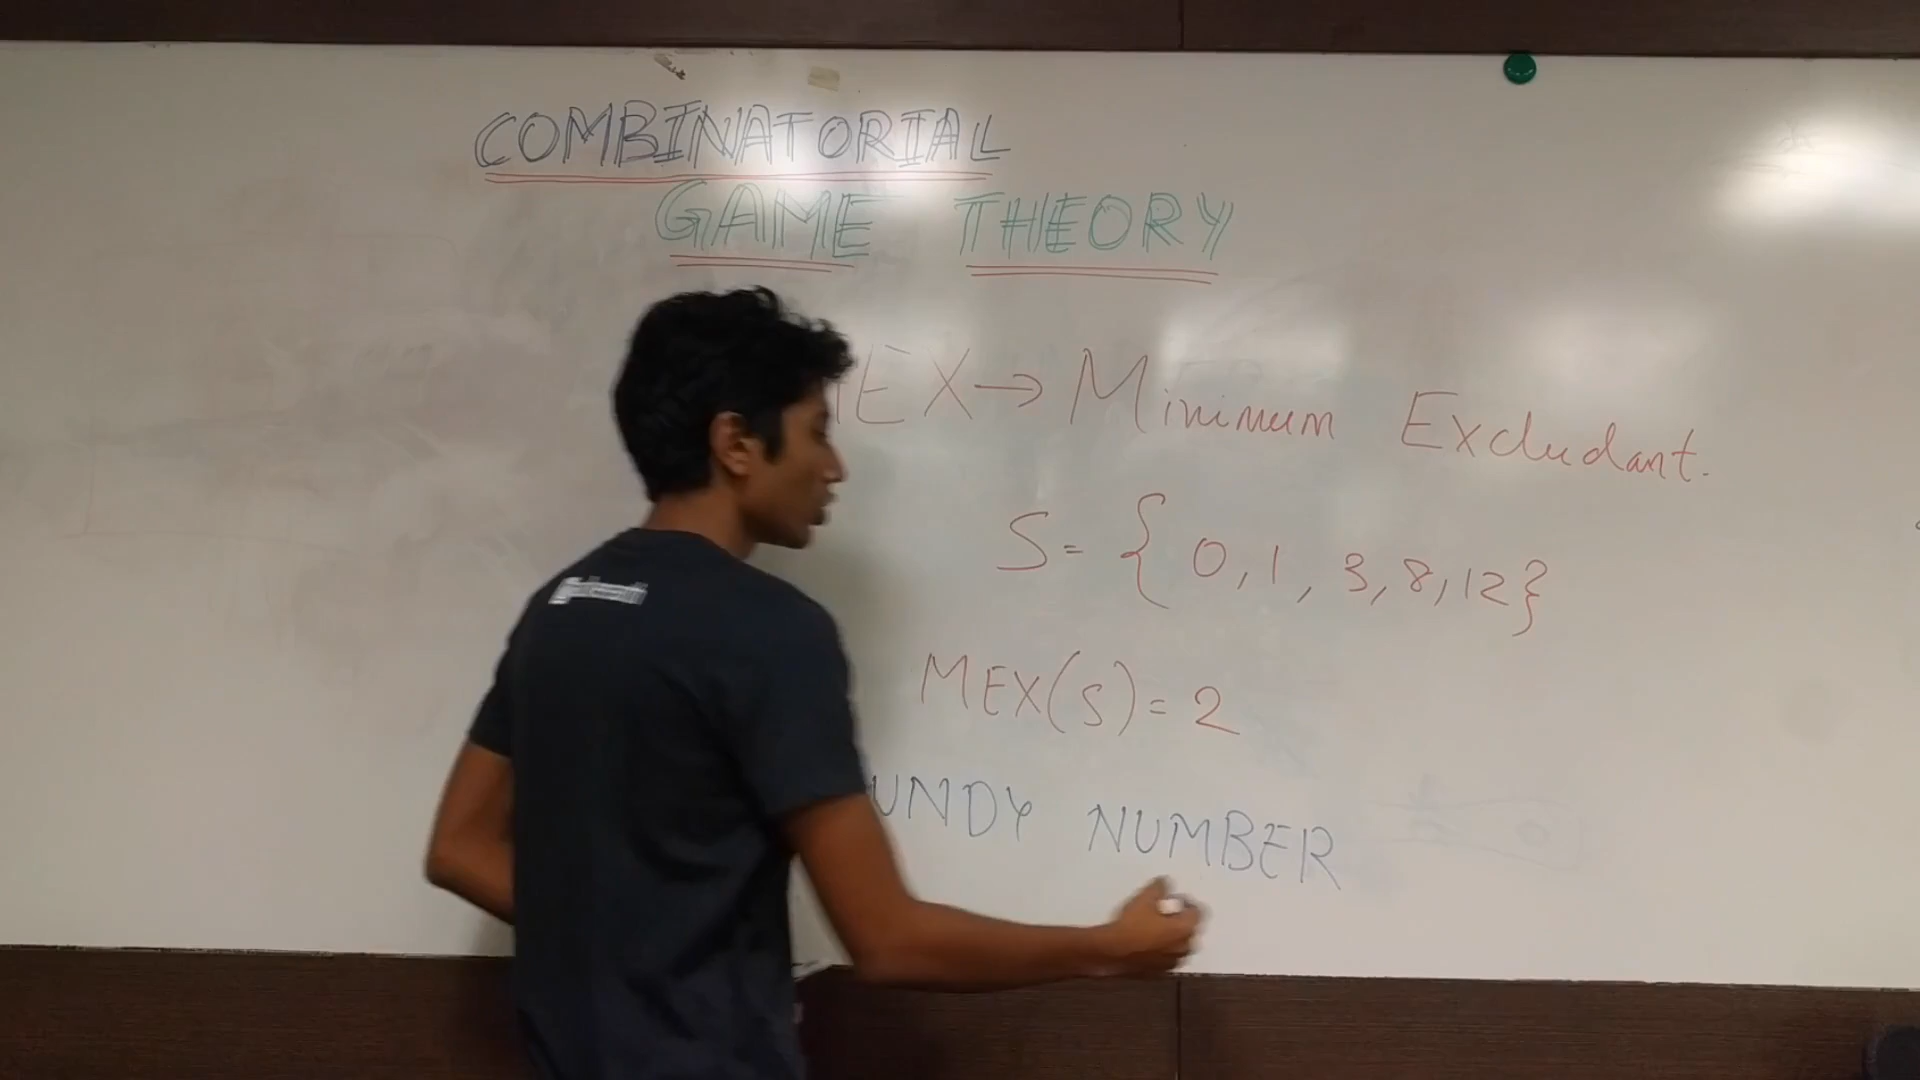 COMBINATORIAL
GAME THEORY
EX → Minimum Excludant.
S = { 0, 1, 3, 8, 12}
MEX(S) = 2
UNDY NUMBER